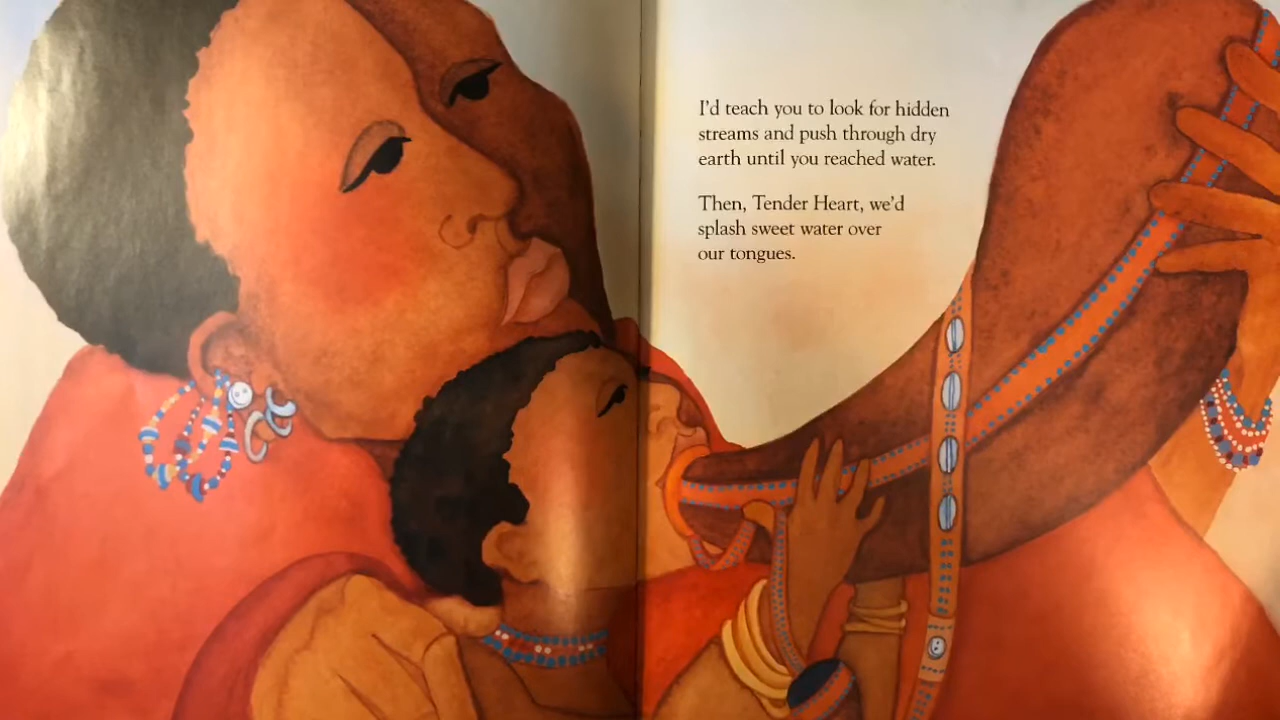 I'd teach you to look for hidden
streams and push through dry
earth until you reached water.
Then, Tender Heart, we'd
splash sweet water over
our tongues.